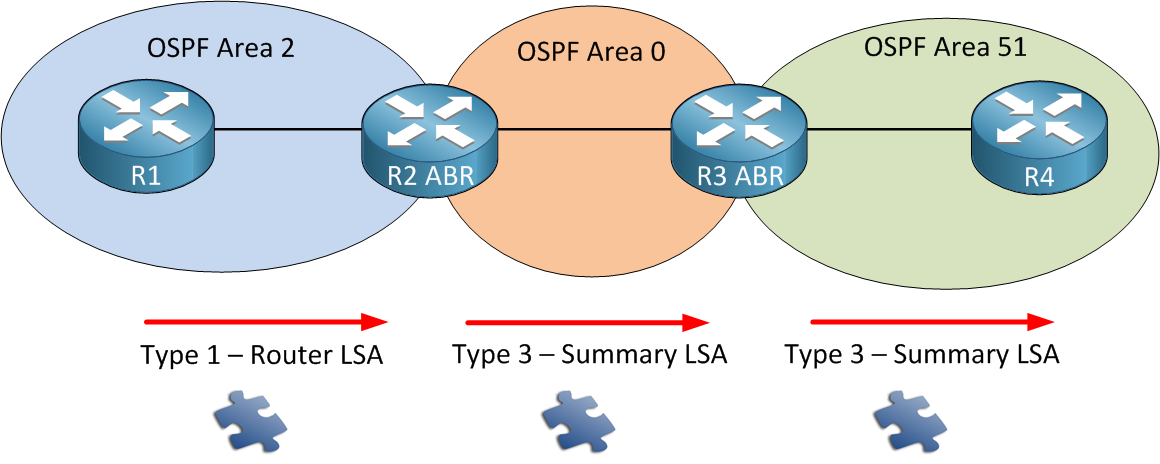 OSPF Area 2
OSPF Area 0
OSPF Area 51
R1
R2 ABR
R3 ABR
R4
Type 1 – Router LSA
Type 3 – Summary LSA
Type 3 – Summary LSA